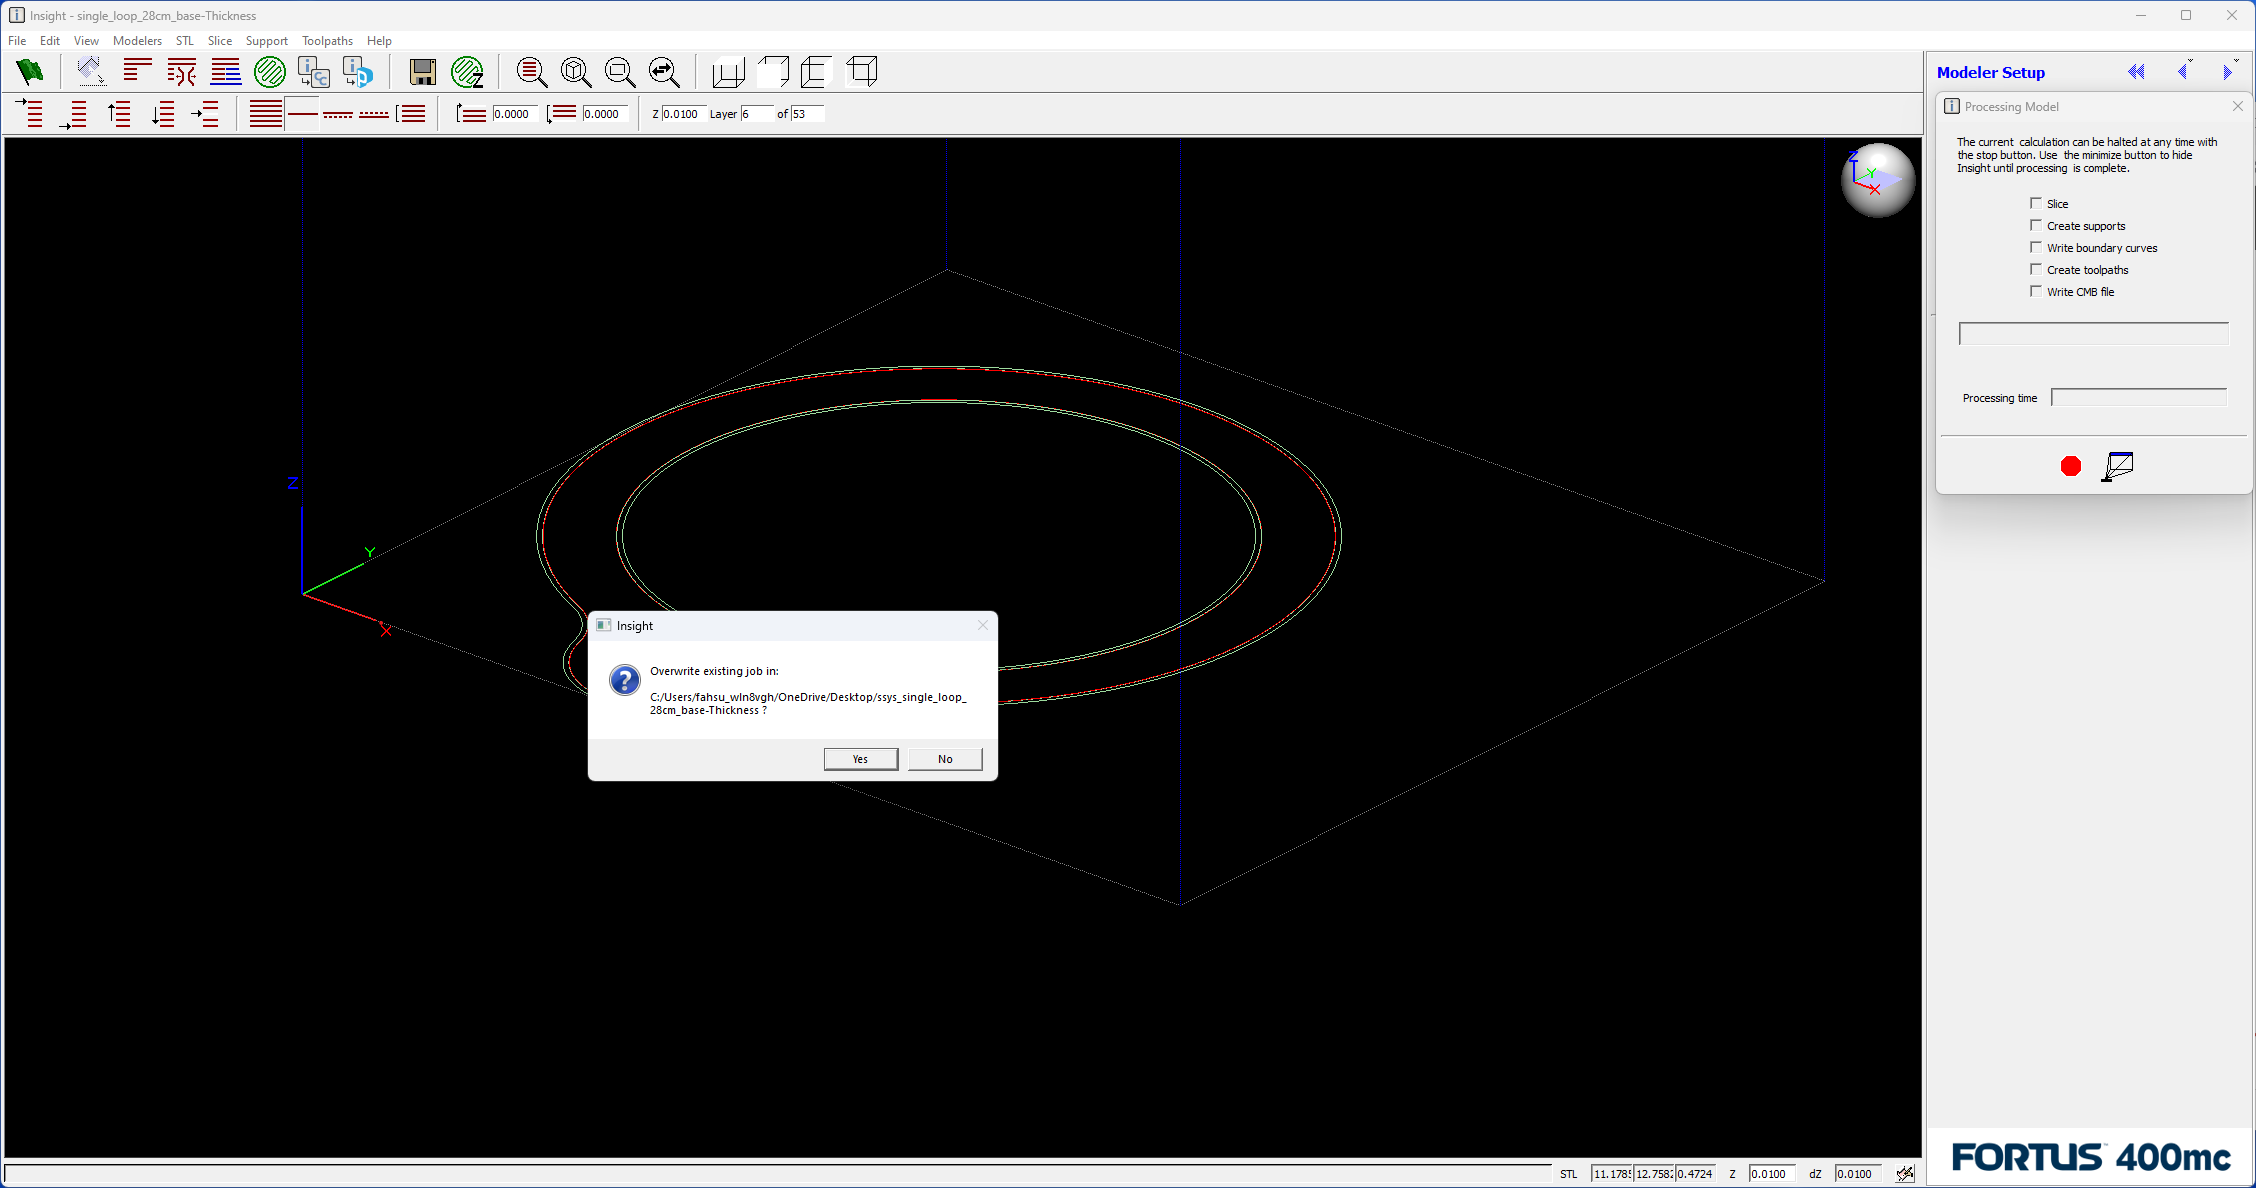 Insight - single_loop_28cm_base-Thickness
File Edit View Modelers STL Slice Support Toolpaths Help
0.0000 0.0000 Z 0.0100 Layer 6 of 53
Modeler Setup
Processing Model
The current calculation can be halted at any time with
the stop button. Use the minimize button to hide
Insight until processing is complete.
Slice
Create supports
Write boundary curves
Create toolpaths
Write CMB file
Processing time
Z
Y
X
Z
Y
X
Insight
Overwrite existing job in:
C:/Users/fahsu_wln8vgh/OneDrive/Desktop/ssys_single_loop_
28cm_base-Thickness ?
Yes No
STL 11.178 12.758 0.4724 Z 0.0100 dZ 0.0100
FORTUS 400mc